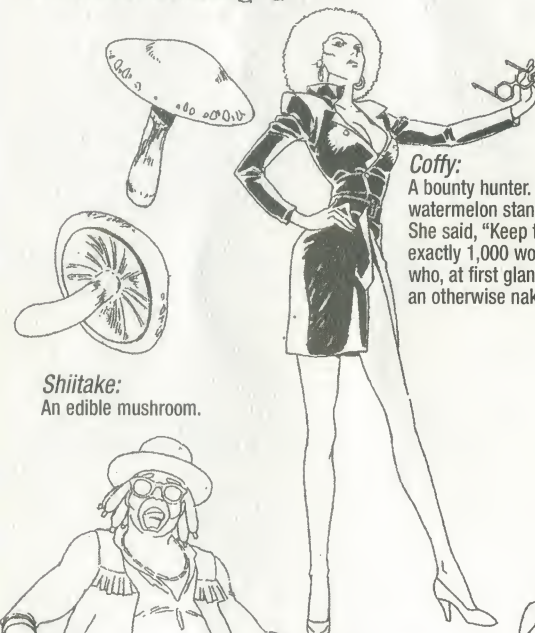 Coffy:
A bounty hunter.
watermelon stan
She said, "Keep t
exactly 1,000 wo
who, at first glan
an otherwise nak
Shiitake:
An edible mushroom.